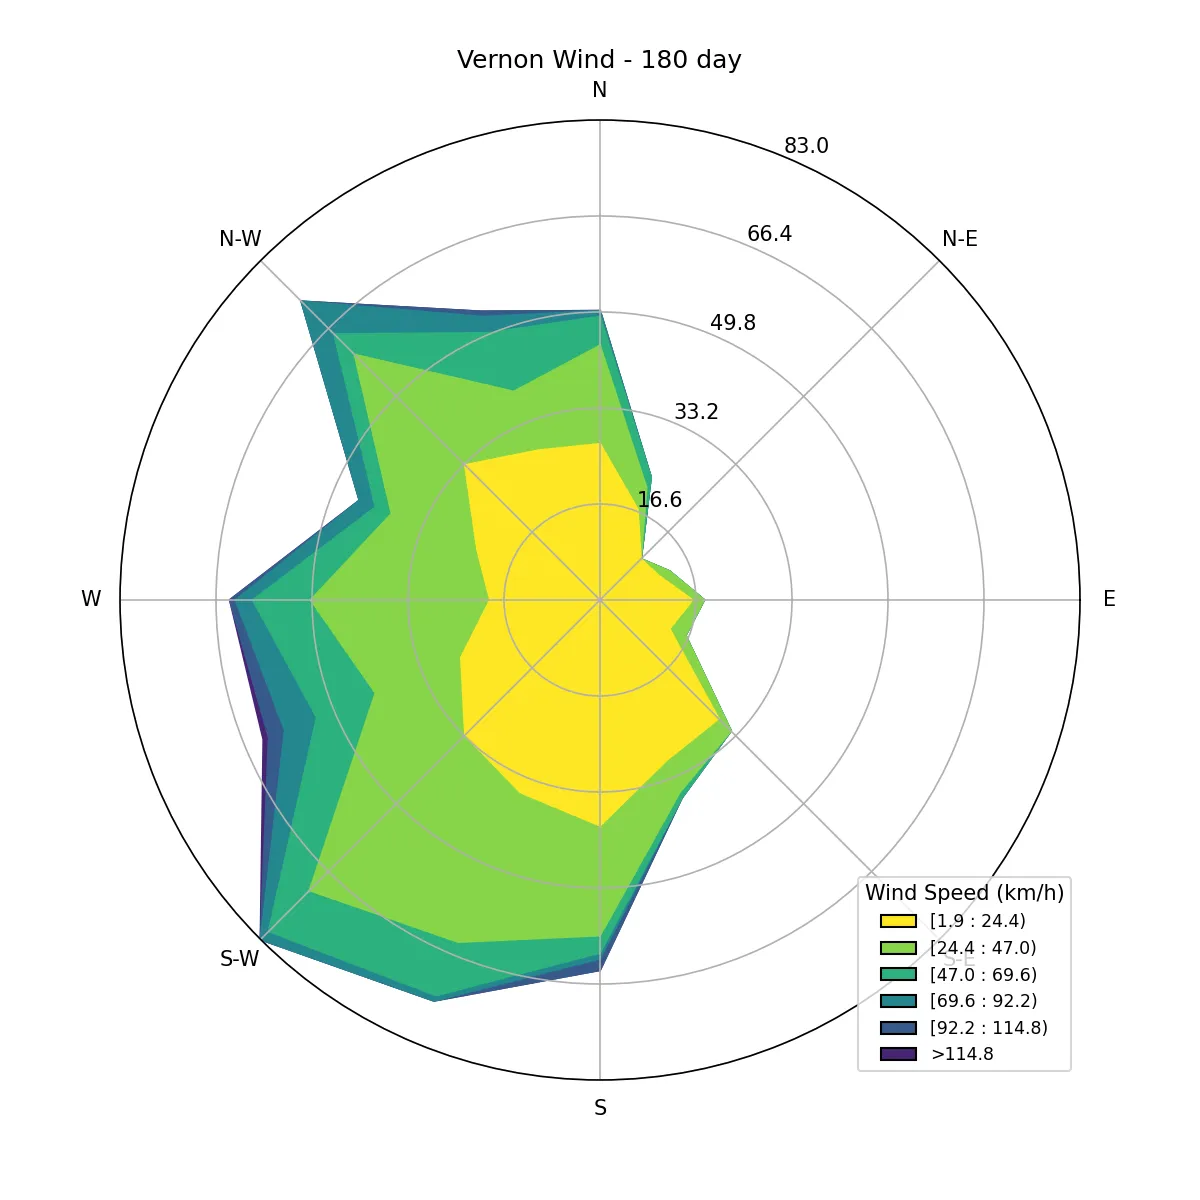 Vernon Wind - 180 day
N
83.0
66.4
N-W
N-E
49.8
33.2
16.6
W
E
Wind Speed (km/h)
[1.9 : 24.4)
[24.4 : 47.0)
S-W
S-E
[47.0 : 69.6)
[69.6 : 92.2)
[92.2 : 114.8)
>114.8
S